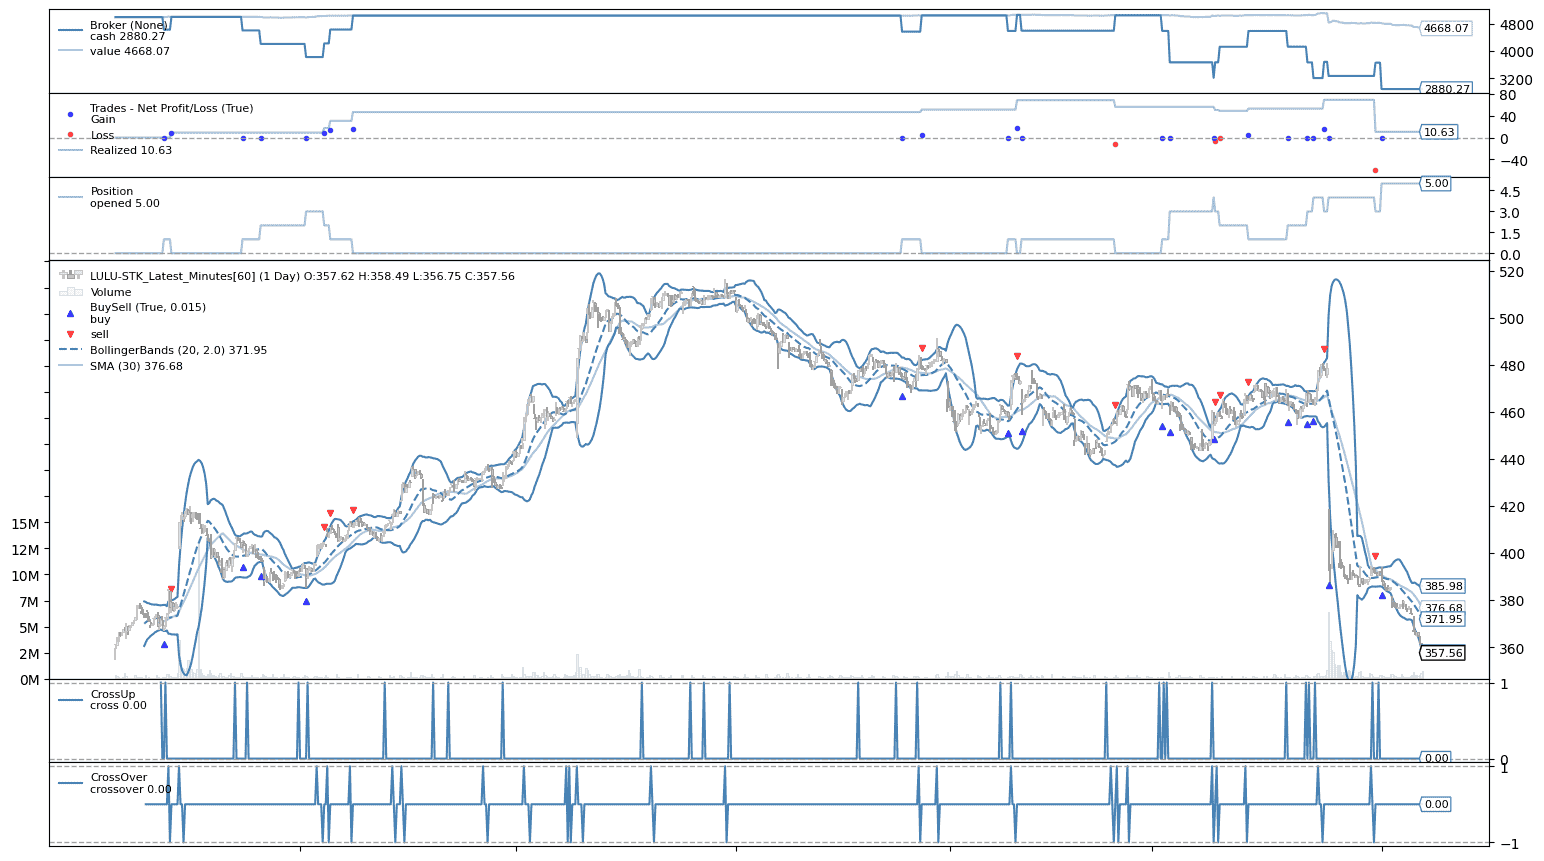 Broker (None)
cash 2880.27
value 4668.07
4668.07
2880.27
4800
4000
3200
Trades - Net Profit/Loss (True)
Gain
Loss
Realized 10.63
10.63
80
40
0
−40
Position
opened 5.00
5.00
4.5
3.0
1.5
0.0
LULU-STK_Latest_Minutes[60] (1 Day) O:357.62 H:358.49 L:356.75 C:357.56
Volume
BuySell (True, 0.015)
buy
sell
BollingerBands (20, 2.0) 371.95
SMA (30) 376.68
520
500
480
460
440
420
400
380
360
385.98
376.68
371.95
357.56
15M
12M
10M
7M
5M
2M
0M
CrossUp
cross 0.00
0.00
1
0
CrossOver
crossover 0.00
0.00
1
−1